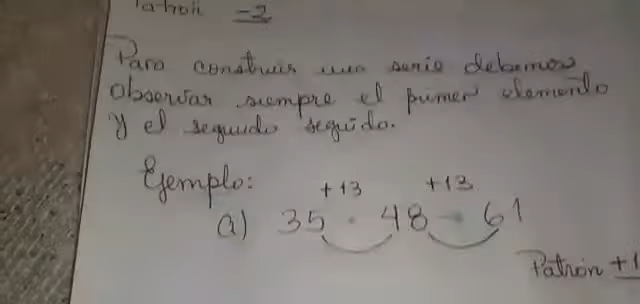 Patrón -2
Para construir una serie debemos
Observar siempre el primer elemento
y el segundo seguido.
Ejemplo:
+13 +13
a) 35 - 48 - 61
Patrón +1